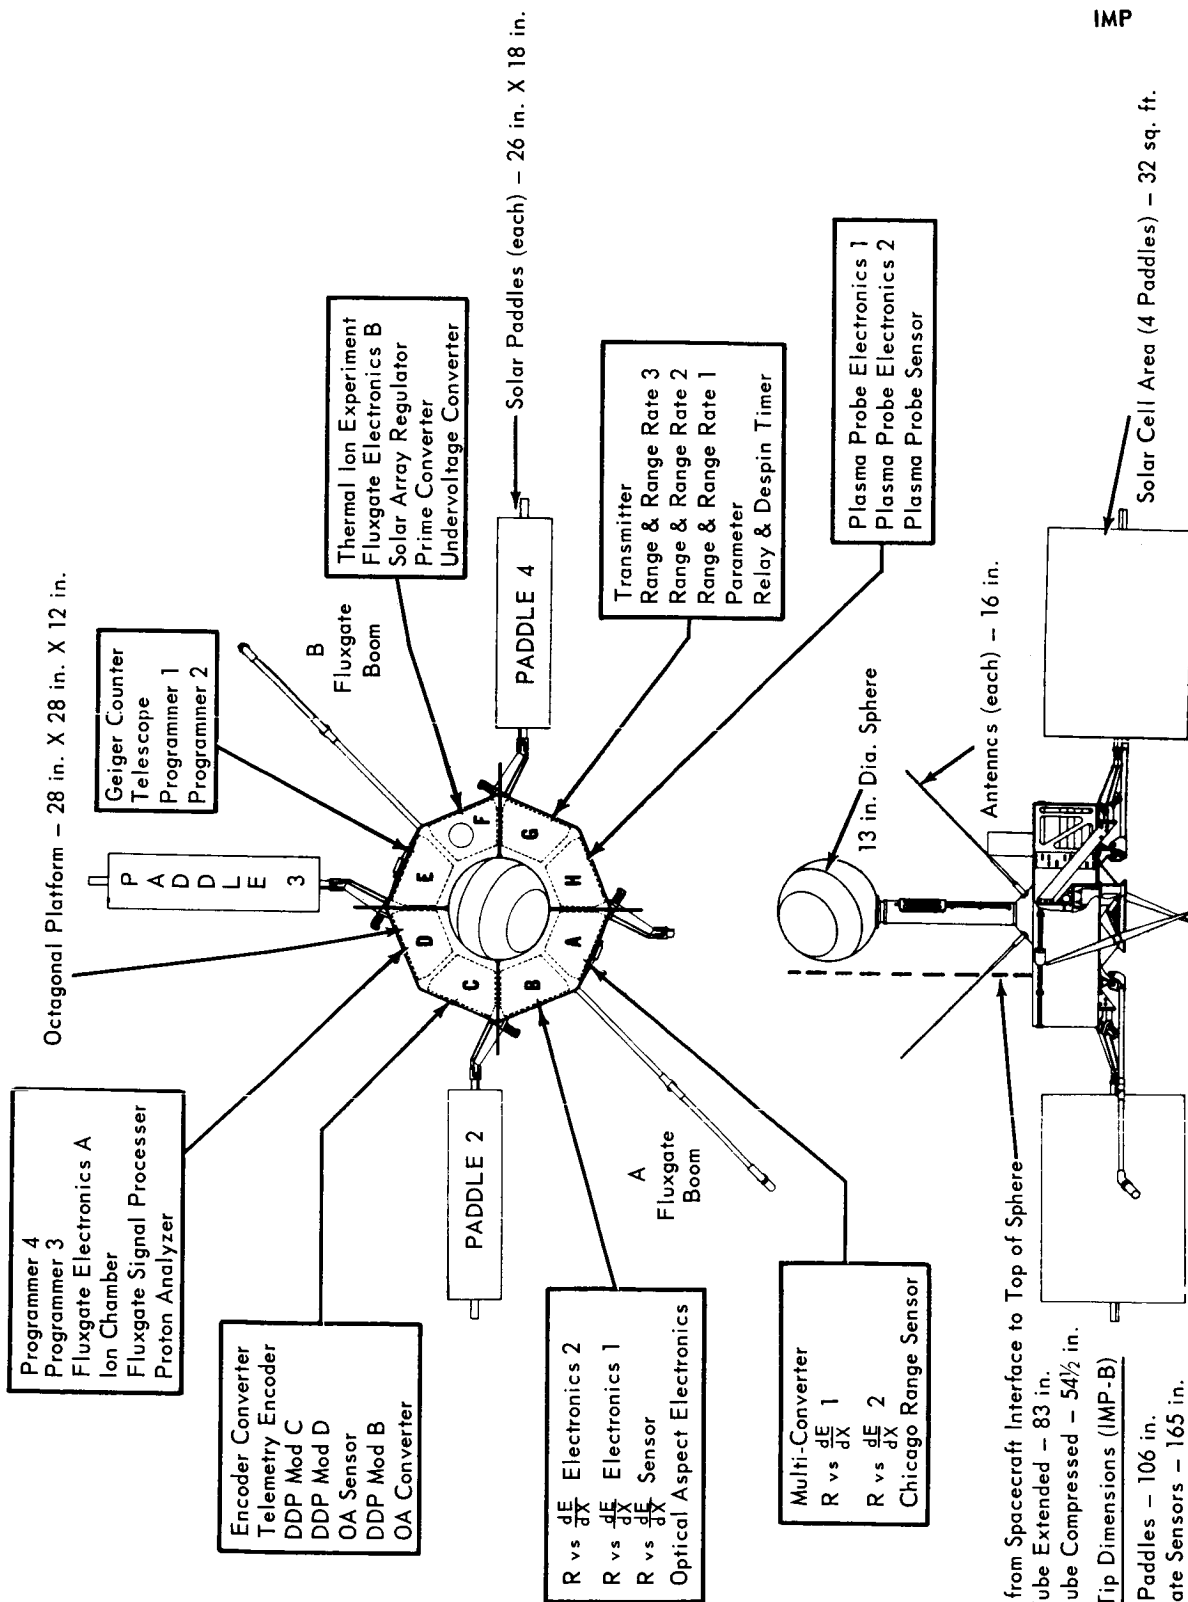 IMP
Octagonal Platform – 28 in. X 28 in. X 12 in.
Programmer 4
Programmer 3
Fluxgate Electronics A
Ion Chamber
Fluxgate Signal Processer
Proton Analyzer
Geiger Counter
Telescope
Programmer 1
Programmer 2
Thermal Ion Experiment
Fluxgate Electronics B
Solar Array Regulator
Prime Converter
Undervoltage Converter
Solar Paddles (each) – 26 in. X 18 in.
B
Fluxgate
Boom
PADDLE 3
PADDLE 4
PADDLE 2
E
F
D
G
C
H
B
A
Encoder Converter
Telemetry Encoder
DDP Mod C
DDP Mod D
OA Sensor
DDP Mod B
OA Converter
Transmitter
Range & Range Rate 3
Range & Range Rate 2
Range & Range Rate 1
Parameter
Relay & Despin Timer
A
Fluxgate
Boom
R vs dE/dX Electronics 2
R vs dE/dX Electronics 1
R vs dE/dX Sensor
Optical Aspect Electronics
Plasma Probe Electronics 1
Plasma Probe Electronics 2
Plasma Probe Sensor
Multi-Converter
R vs dE/dX 1
R vs dE/dX 2
Chicago Range Sensor
13 in. Dia. Sphere
Antenncs (each) – 16 in.
Solar Cell Area (4 Paddles) – 32 sq. ft.
from Spacecraft Interface to Top of Sphere
ube Extended – 83 in.
ube Compressed – 54½ in.
Tip Dimensions (IMP-B)
Paddles – 106 in.
ate Sensors – 165 in.